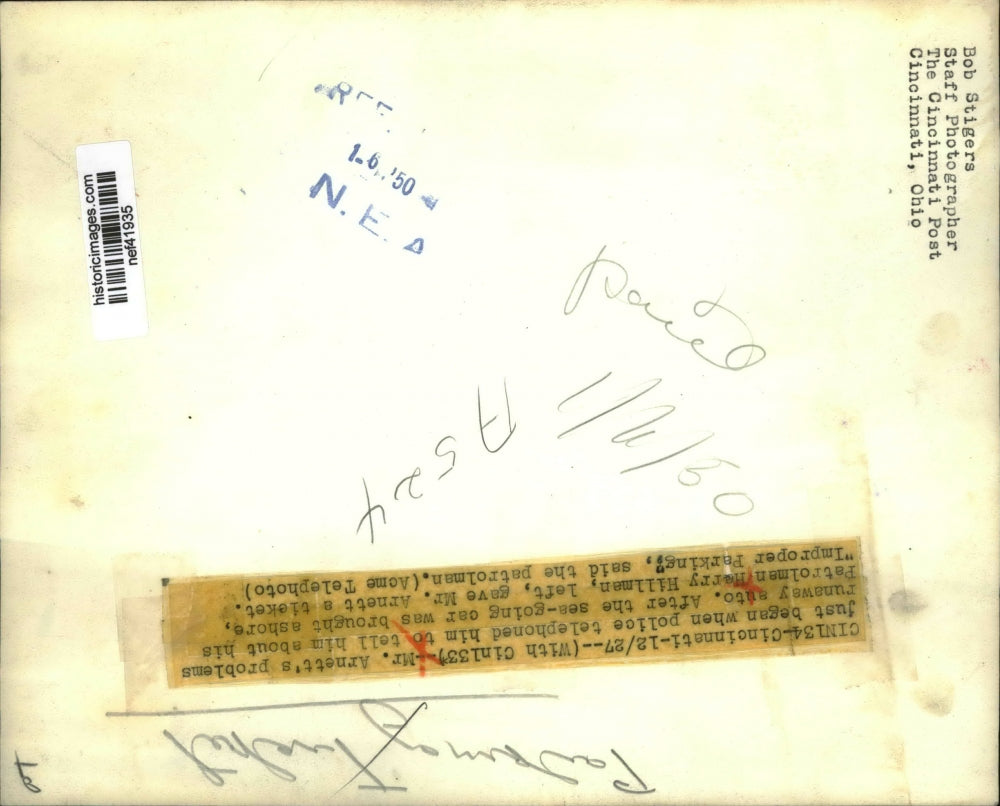 Bob Stigers
Staff Photographer
The Cincinnati Post
Cincinnati, Ohio
historicimages.com
nef41935
1-6-'50
N. E. A
Paid
A524
CIN134-Cincinnati-12/27--(With Cin133)--Mr. Arnett's problems
just began when police telephoned him to tell him about his
runaway auto. After the sea-going car was brought ashore,
Patrolman Harry Hillman, left, gave Mr. Arnett a ticket.
"Improper Parking", said the patrolman.(Acme Telephoto)